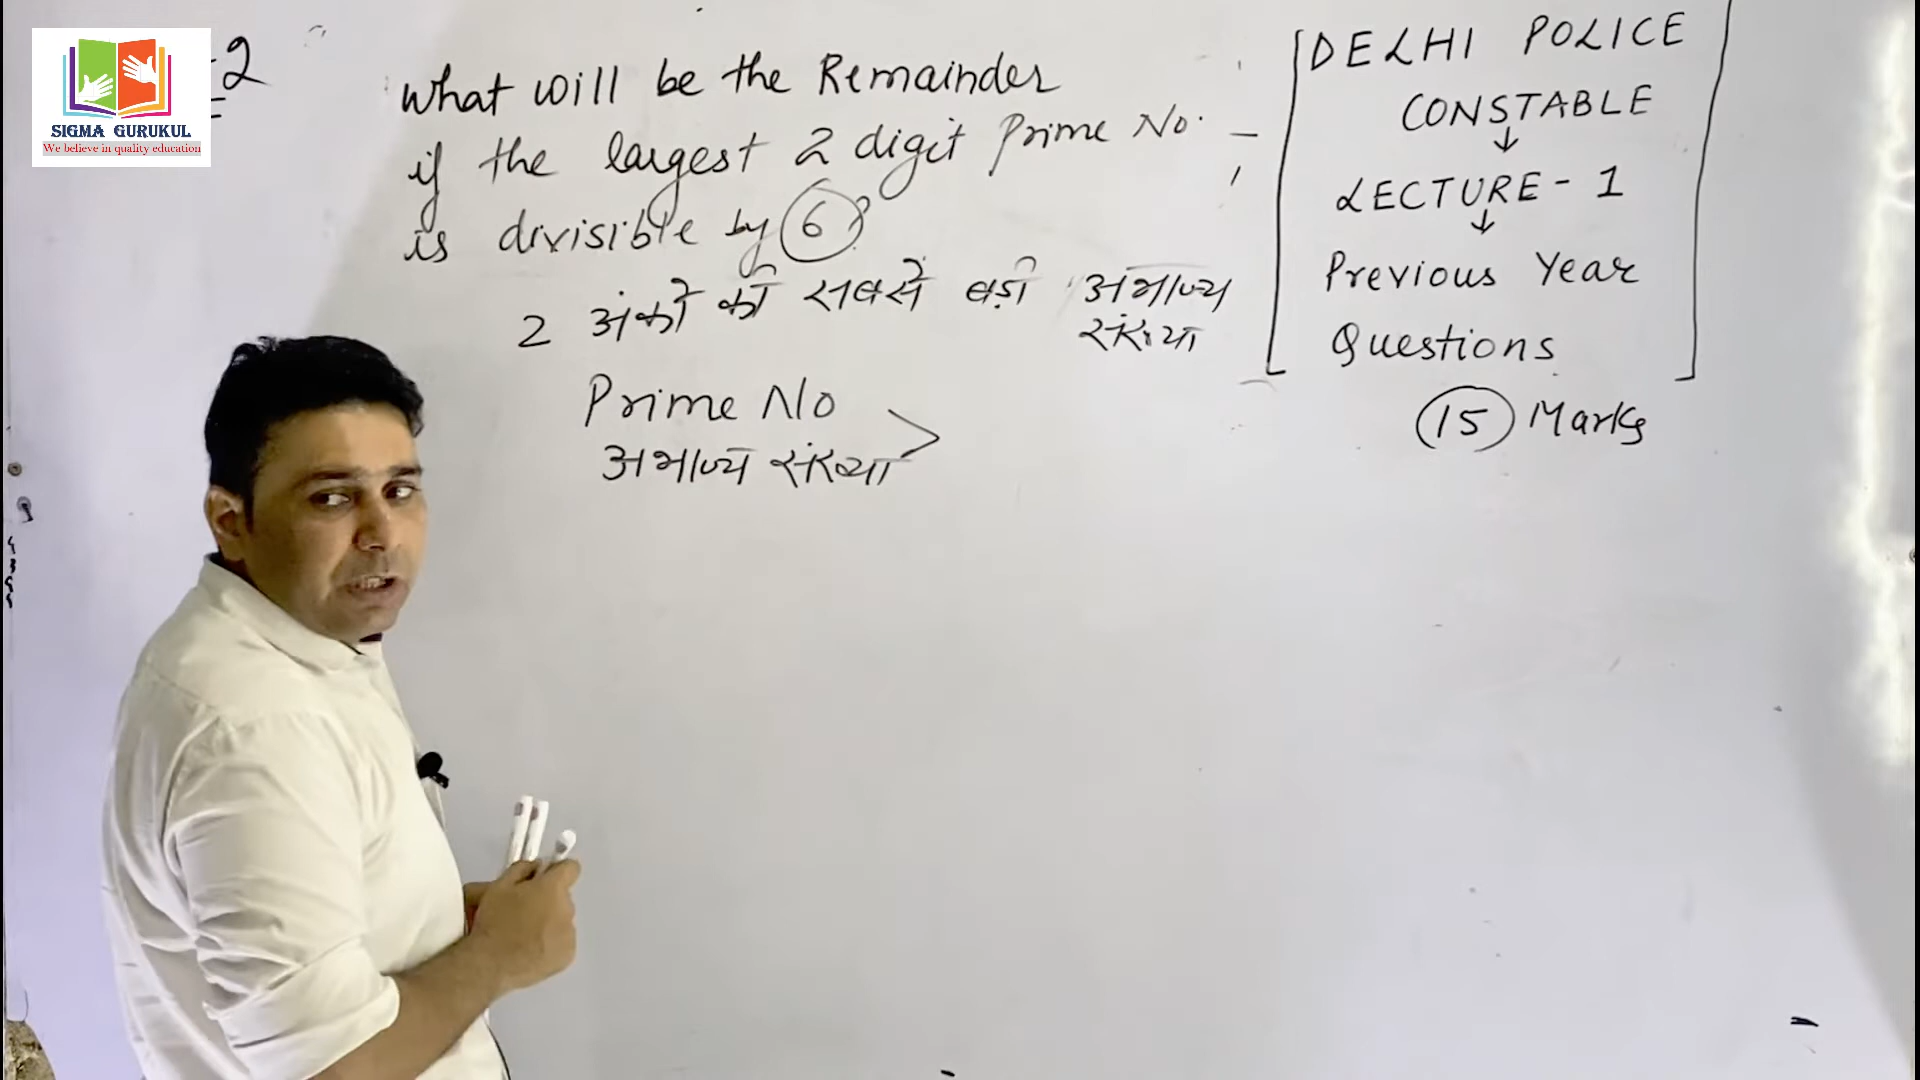 SIGMA GURUKUL
We believe in quality education
-2
What will be the Remainder
if the largest 2 digit Prime No.
is divisible by 6?
2 अंको की सबसे बड़ी अभाज्य
संख्या
Prime No
अभाज्य संख्या
DELHI POLICE
CONSTABLE
↓
LECTURE - 1
↓
Previous Year
Questions
15 Marks